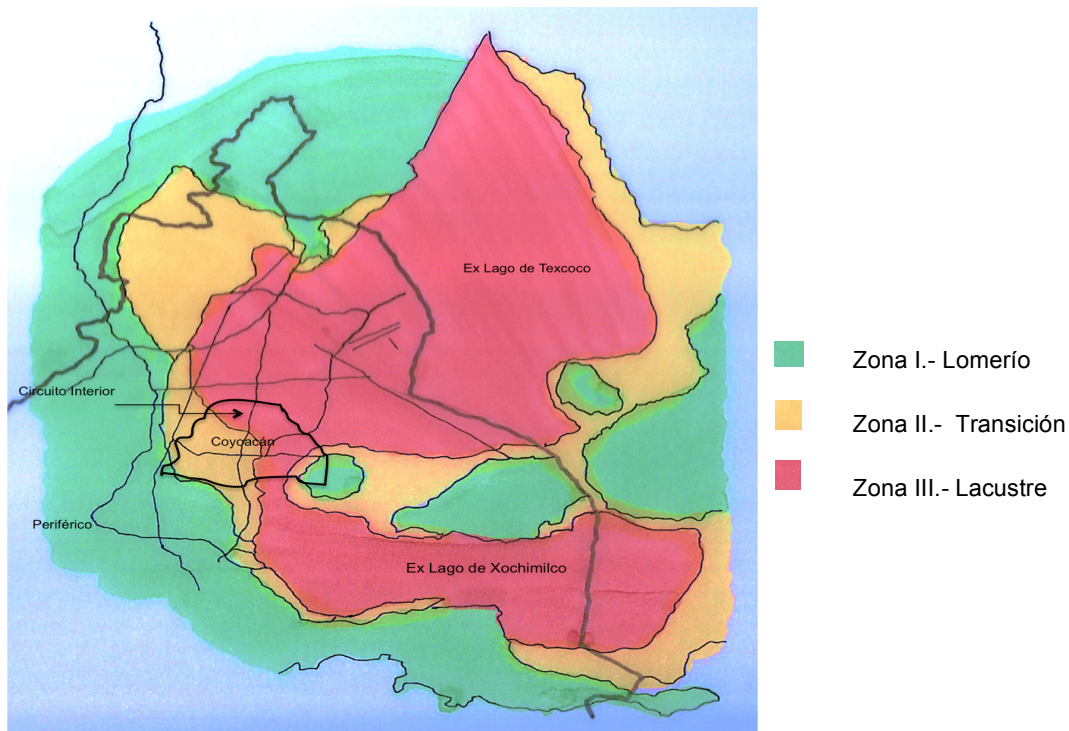 Ex Lago de Texcoco
Circuito Interior
Coyoacán
Periférico
Ex Lago de Xochimilco
Zona I.- Lomerío
Zona II.- Transición
Zona III.- Lacustre